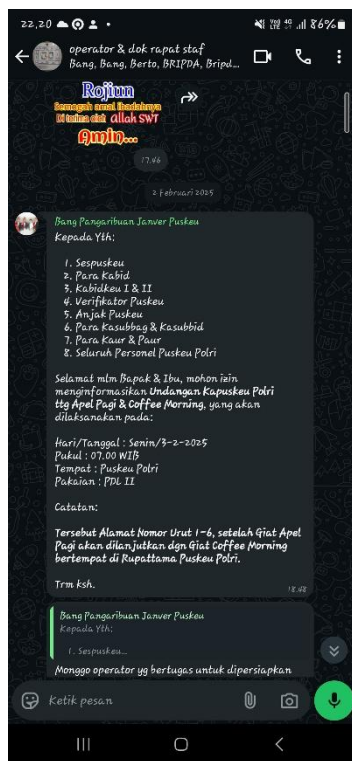 22,20
86%
operator & dok rapat staf
Bang, Bang, Berto, BRIPDA, Bripd...
Rojiun
Semogah amal ibadahnya
Di terima oleh Allah SWT
Amin...
17.46
2 Februari 2025
Bang Pangaribuan Janver Puskeu
Kepada Yth:
1. Sespuskeu
2. Para Kabid
3. Kabidkeu I & II
4. Verifikator Puskeu
5. Anjak Puskeu
6. Para Kasubbag & Kasubbid
7. Para Kaur & Paur
8. Seluruh Personel Puskeu Polri
Selamat mlm Bapak & Ibu, mohon izin
menginformasikan Undangan Kapuskeu Polri
ttg Apel Pagi & Coffee Morning, yang akan
dilaksanakan pada:
Hari/Tanggal : Senin/3-2-2025
Pukul : 07.00 WIB
Tempat : Puskeu Polri
Pakaian : PDL II
Catatan:
Tersebut Alamat Nomor Urut 1-6, setelah Giat Apel
Pagi akan dilanjutkan dgn Giat Coffee Morning
bertempat di Rupattama Puskeu Polri.
Trm ksh.
18.48
Bang Pangaribuan Janver Puskeu
Kepada Yth:
1. Sespuskeu...
Monggo operator yg bertugas untuk dipersiapkan
Ketik pesan